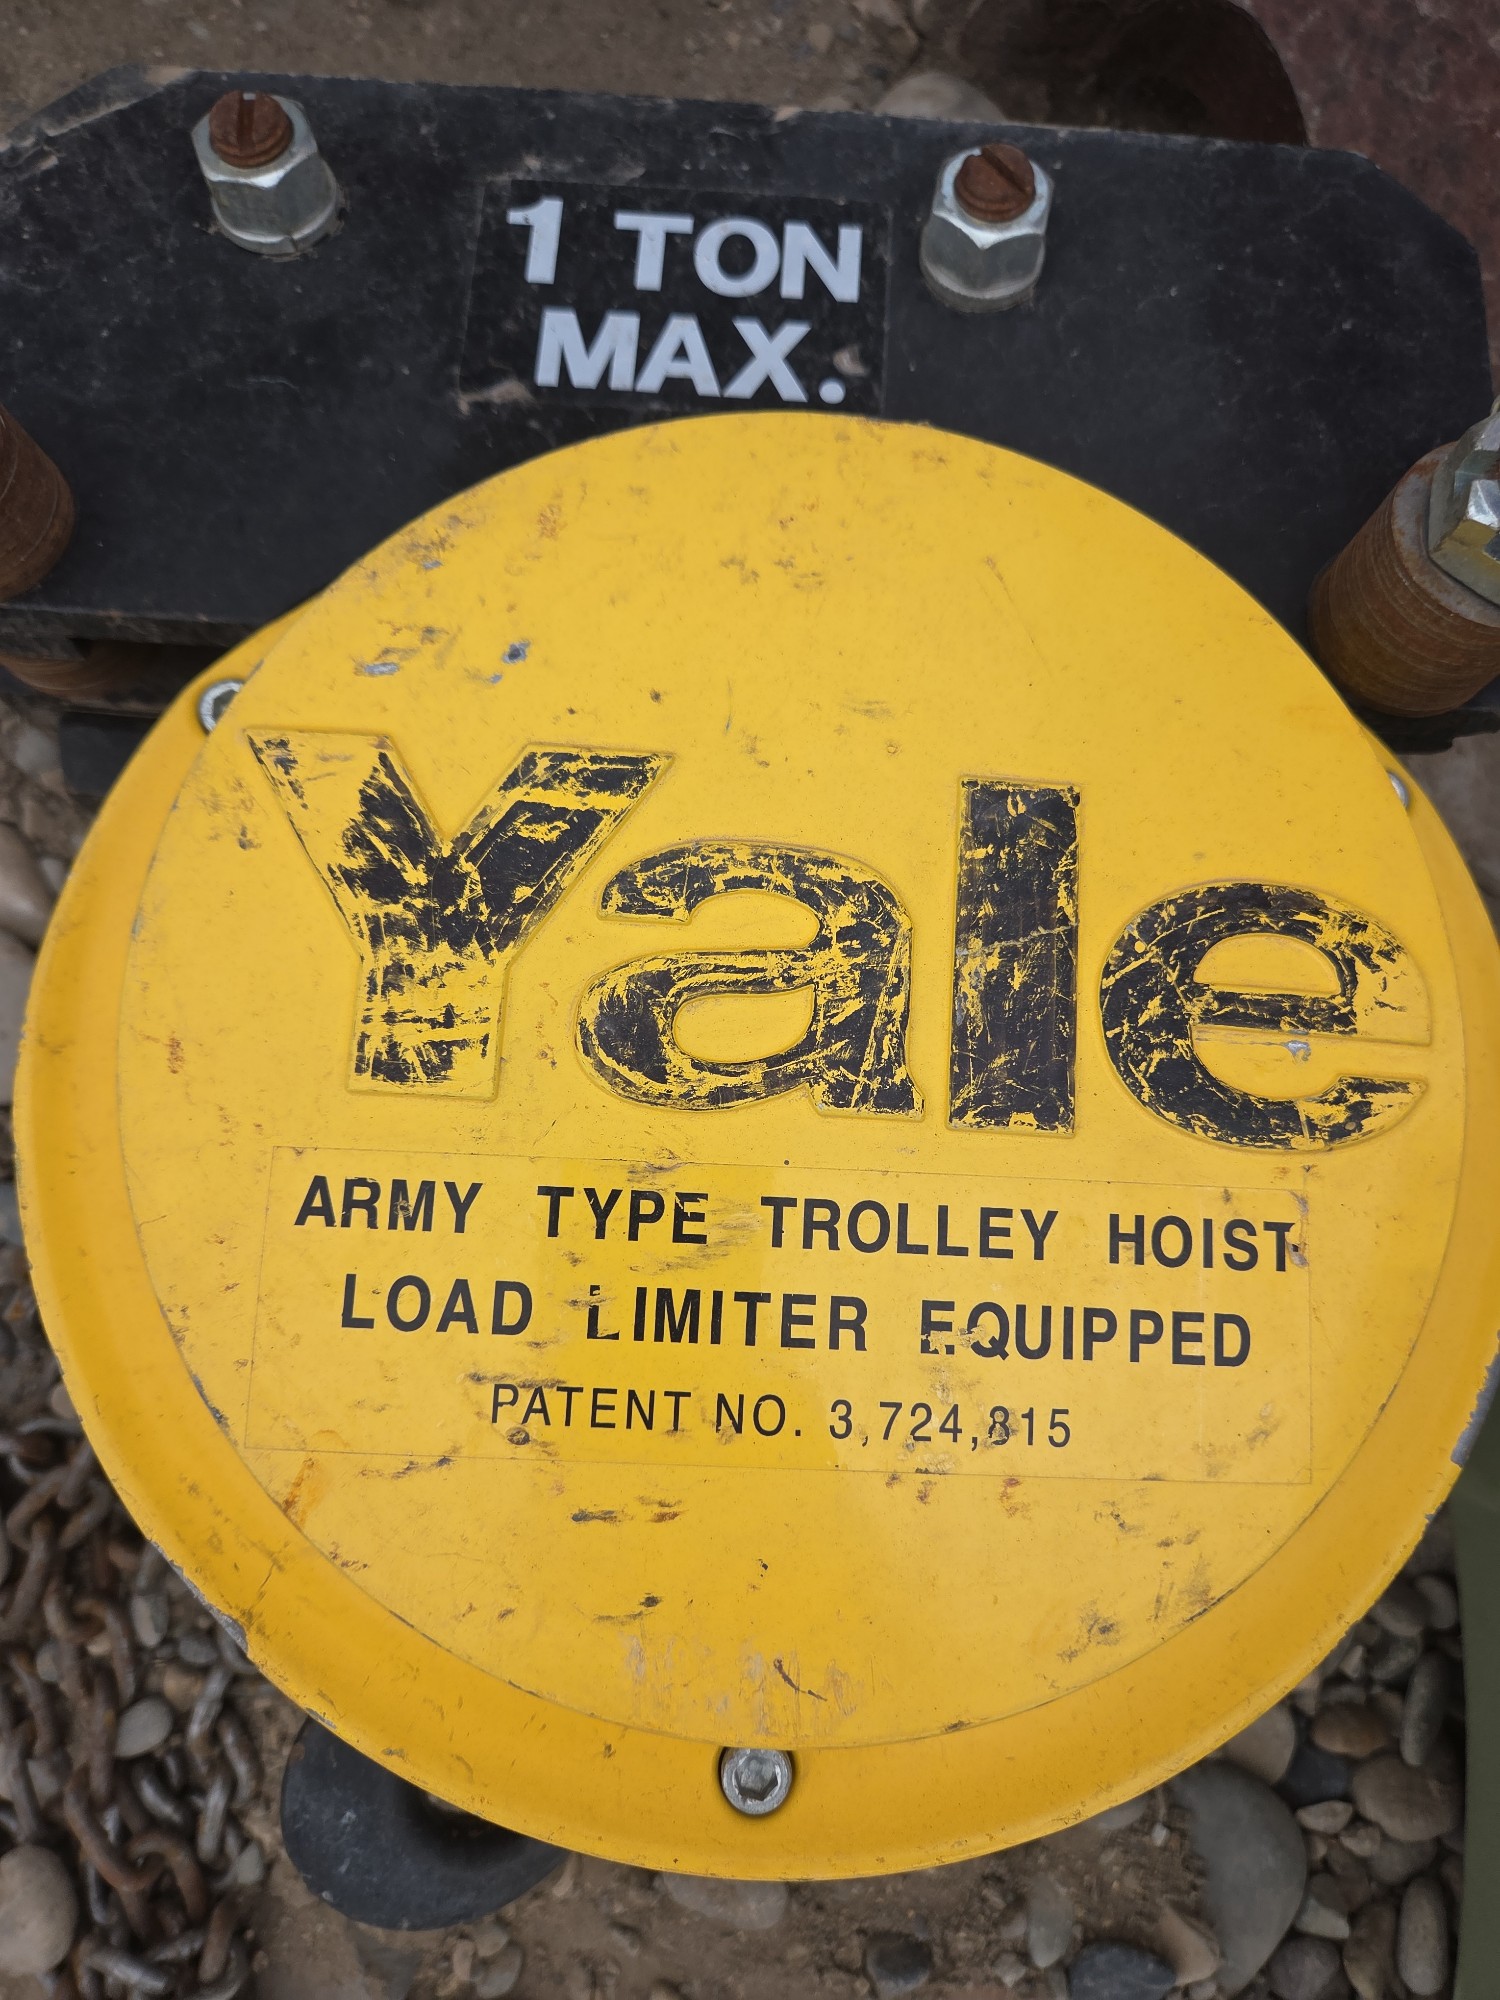 1 TON
MAX.
Yale
ARMY TYPE TROLLEY HOIST
LOAD LIMITER EQUIPPED
PATENT NO. 3,724,815